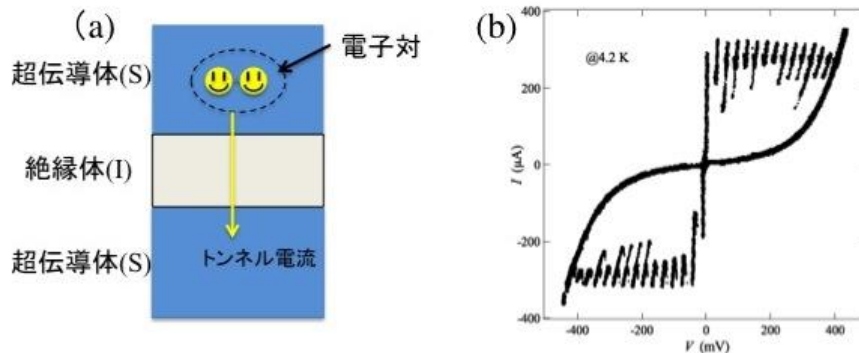 (a)
超伝導体(S)
電子対
絶縁体(I)
超伝導体(S)
トンネル電流
(b)
@4.2 K
400
200
0
-200
-400
I (μA)
-400 -200 0 200 400
V (mV)